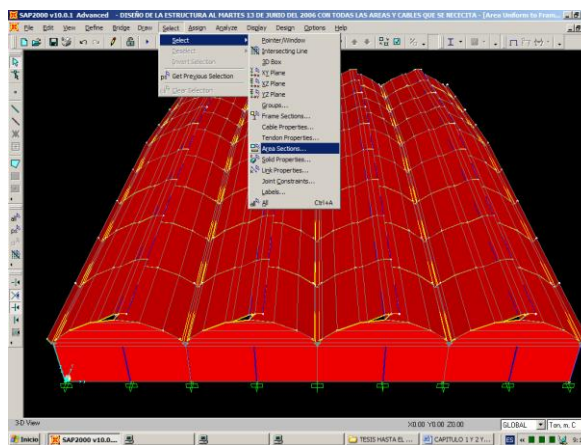 SAP2000 v10.0.1 Advanced - DISEÑO DE LA ESTRUCTURA AL MARTES 13 DE JUNIO DEL 2006 CON TODAS LAS AREAS Y CABLES QUE SE NECECITA - [Area Uniform to Fram...
File Edit View Define Bridge Draw Select Assign Analyze Display Design Options Help
Select
Deselect
Invert Selection
Get Previous Selection
Clear Selection
Pointer/Window
Intersecting Line
3D Box
XY Plane
XZ Plane
YZ Plane
Groups...
Frame Sections...
Cable Properties...
Tendon Properties...
Area Sections...
Solid Properties...
Link Properties...
Joint Constraints...
Labels...
All Ctrl+A
3-D View X0.00 Y0.00 Z0.00 GLOBAL Ton, m, C
Inicio SAP2000 v10.0... TESIS HASTA EL ... CAPITULO 1 Y 2 Y... ES